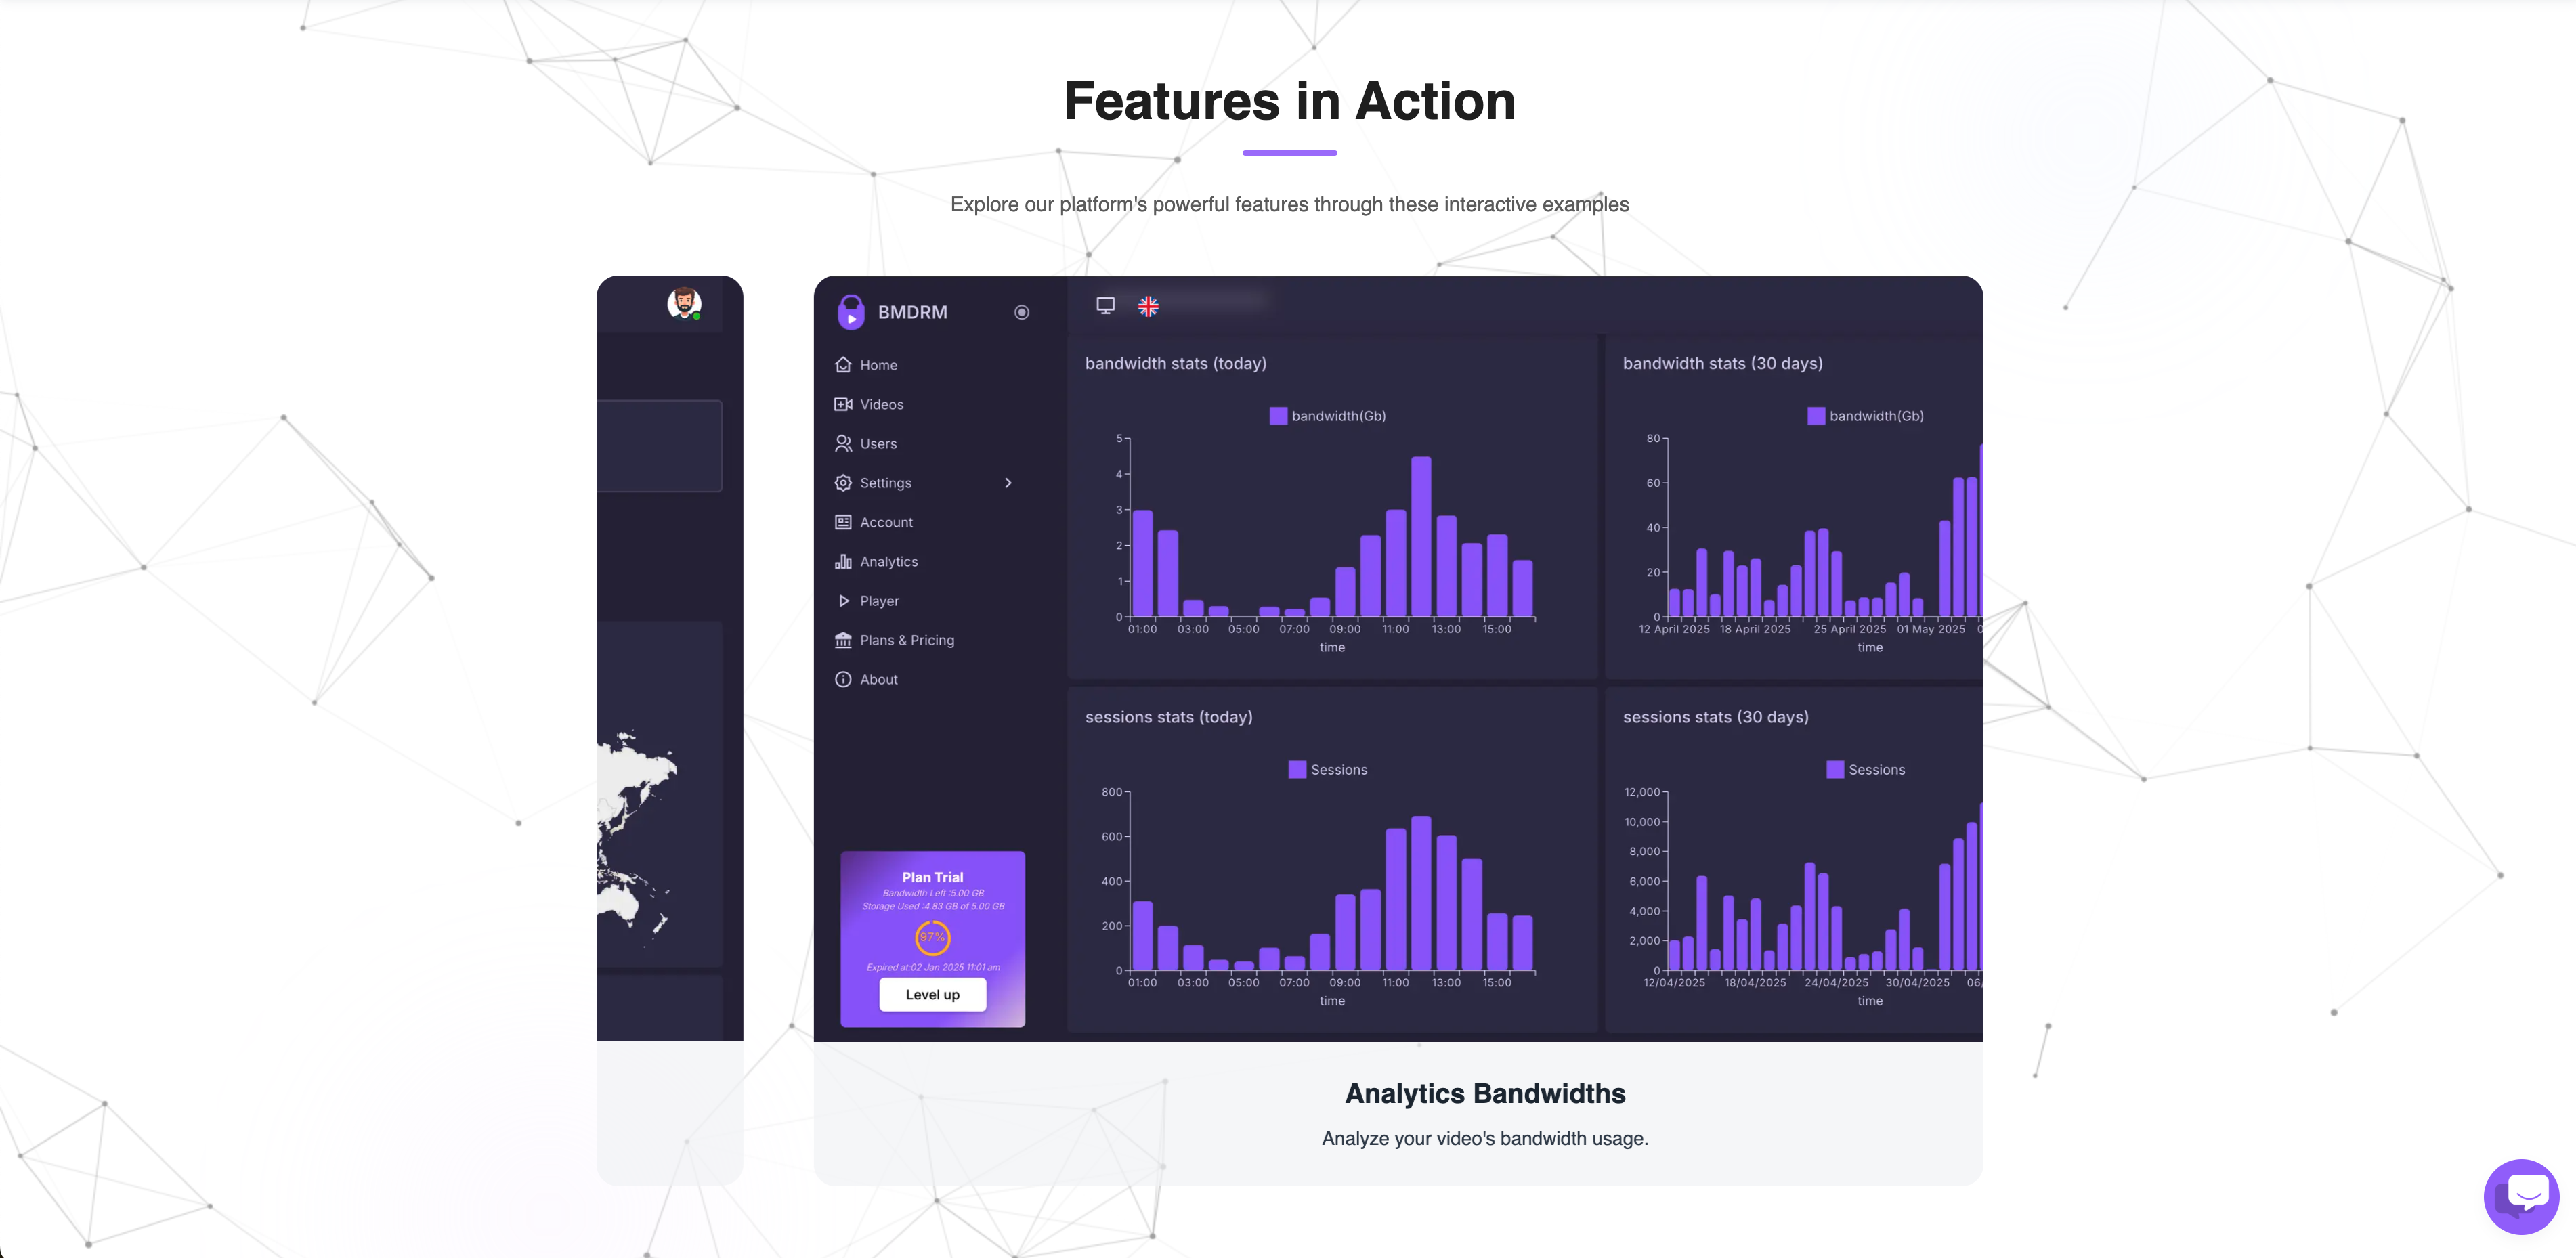 Features in Action
Explore our platform's powerful features through these interactive examples
BMDRM
Home
Videos
Users
Settings
Account
Analytics
Player
Plans & Pricing
About
Plan Trial
Bandwidth Left :5.00 GB
Storage Used :4.83 GB of 5.00 GB
97%
Expired at:02 Jan 2025 11:01 am
Level up
bandwidth stats (today)
bandwidth(Gb)
5
4
3
2
1
0
01:00 03:00 05:00 07:00 09:00 11:00 13:00 15:00
time
bandwidth stats (30 days)
bandwidth(Gb)
80
60
40
20
0
12 April 2025 18 April 2025 25 April 2025 01 May 2025 0
time
sessions stats (today)
Sessions
800
600
400
200
0
01:00 03:00 05:00 07:00 09:00 11:00 13:00 15:00
time
sessions stats (30 days)
Sessions
12,000
10,000
8,000
6,000
4,000
2,000
0
12/04/2025 18/04/2025 24/04/2025 30/04/2025 06/
time
Analytics Bandwidths
Analyze your video's bandwidth usage.